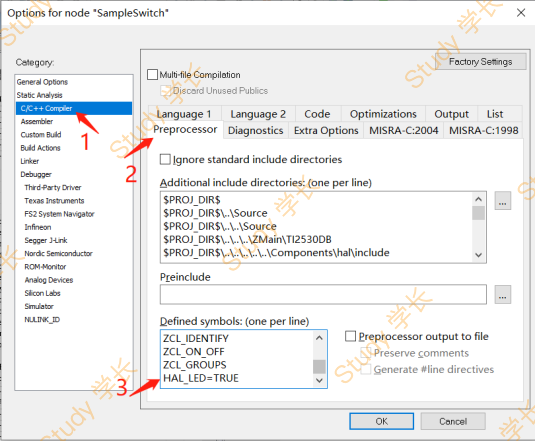 Options for node "SampleSwitch"
Category:
General Options
Static Analysis
C/C++ Compiler
Assembler
Custom Build
Build Actions
Linker
Debugger
Third-Party Driver
Texas Instruments
FS2 System Navigator
Infineon
Segger J-Link
Nordic Semiconductor
ROM-Monitor
Analog Devices
Silicon Labs
Simulator
NULINK_ID
1
Factory Settings
Multi-file Compilation
Discard Unused Publics
Language 1 Language 2 Code Optimizations Output List
Preprocessor Diagnostics Extra Options MISRA-C:2004 MISRA-C:1998
2
Ignore standard include directories
Additional include directories: (one per line)
$PROJ_DIR$
$PROJ_DIR$\..\Source
$PROJ_DIR$\..\..\Source
$PROJ_DIR$\..\..\..\ZMain\TI2530DB
$PROJ_DIR$\..\..\..\..\..\Components\hal\include
...
Preinclude
...
Defined symbols: (one per line)
ZCL_IDENTIFY
ZCL_ON_OFF
ZCL_GROUPS
HAL_LED=TRUE
3
Preprocessor output to file
Preserve comments
Generate #line directives
OK Cancel
Study 学长
Study 学长
Study 学长
Study 学长
Study 学长
Study 学长
Study 学长
Study 学长